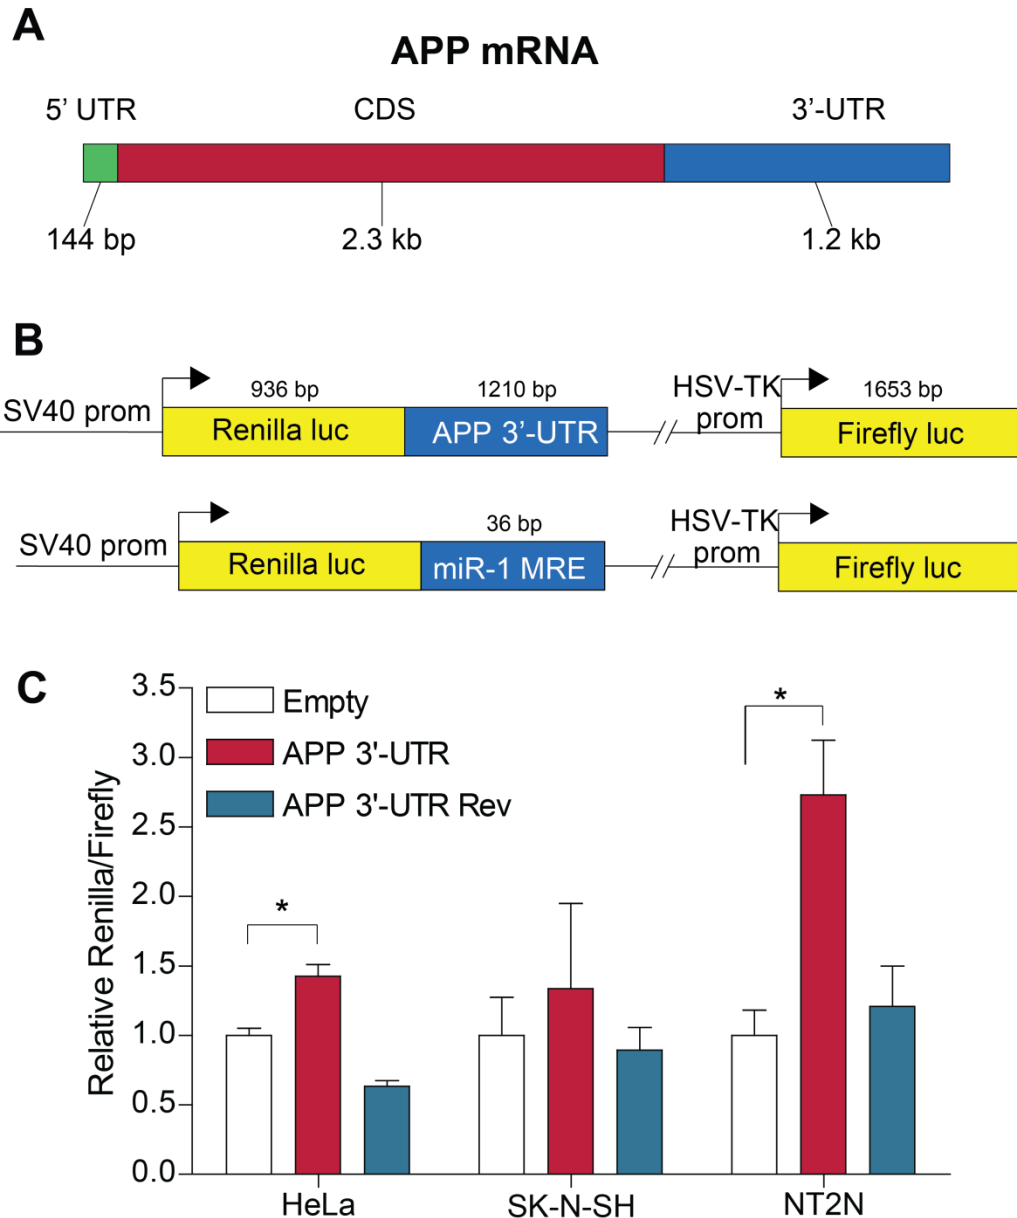 A
APP mRNA
5' UTR CDS 3'-UTR
144 bp 2.3 kb 1.2 kb
B
SV40 prom 936 bp 1210 bp HSV-TK prom 1653 bp
Renilla luc APP 3'-UTR Firefly luc
SV40 prom 36 bp HSV-TK prom
Renilla luc miR-1 MRE Firefly luc
C
Relative Renilla/Firefly
3.5
3.0
2.5
2.0
1.5
1.0
0.5
0.0
Empty
APP 3'-UTR
APP 3'-UTR Rev
*
*
HeLa SK-N-SH NT2N